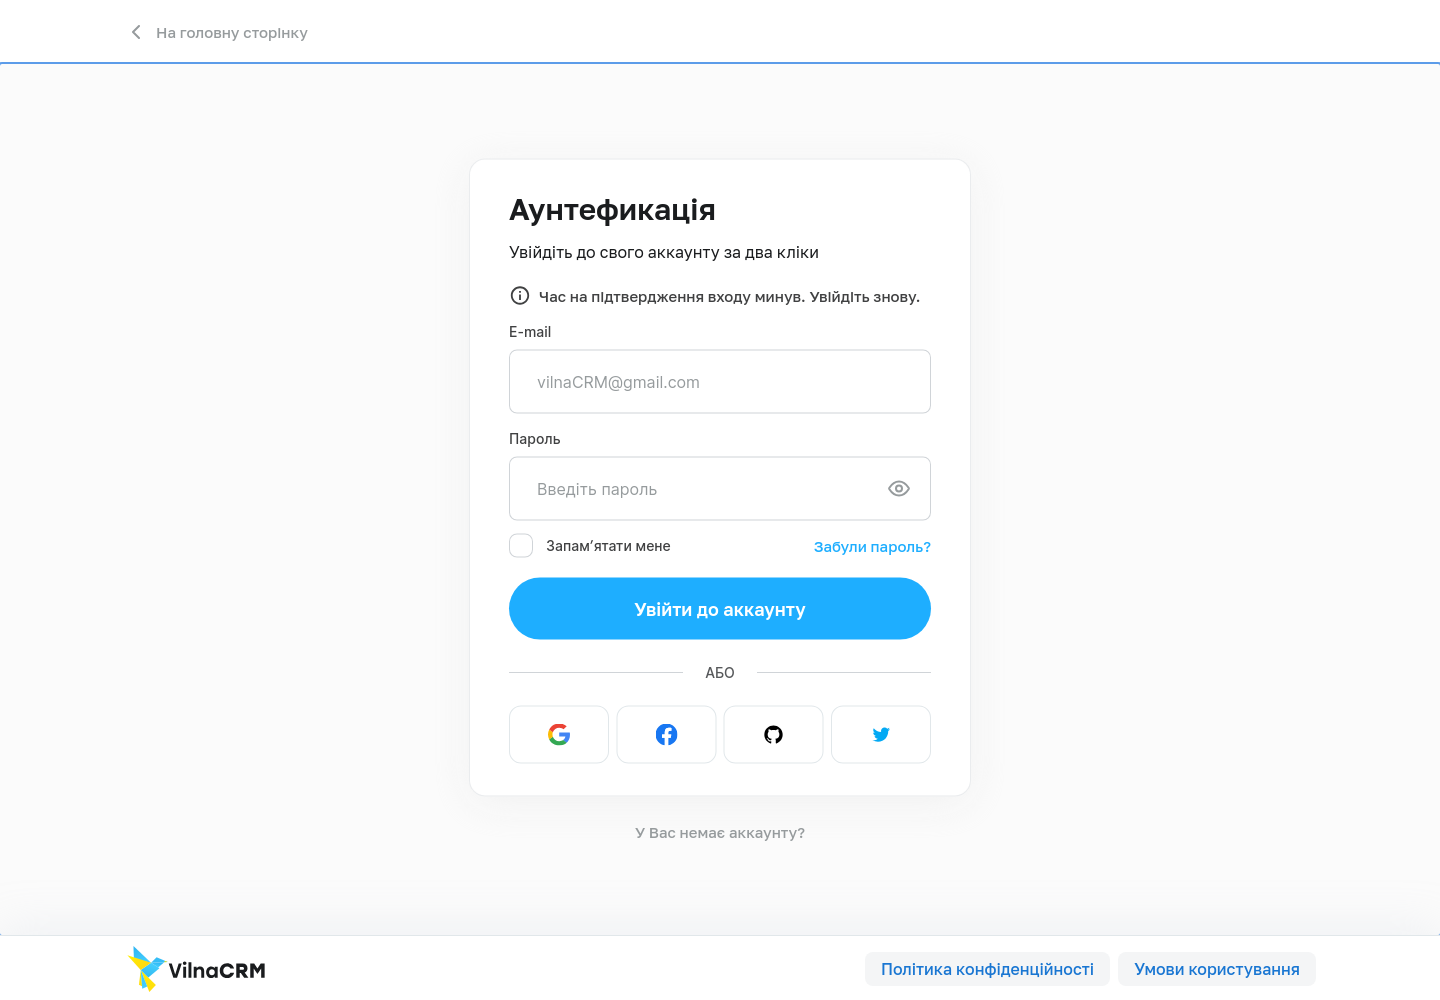 На головну сторінку
Аунтефикація
Увійдіть до свого аккаунту за два кліки
Час на підтвердження входу минув. Увійдіть знову.
E-mail
vilnaCRM@gmail.com
Пароль
Введіть пароль
Запам’ятати мене
Забули пароль?
Увійти до аккаунту
АБО
У Вас немає аккаунту?
VilnaCRM
Політика конфіденційності
Умови користування